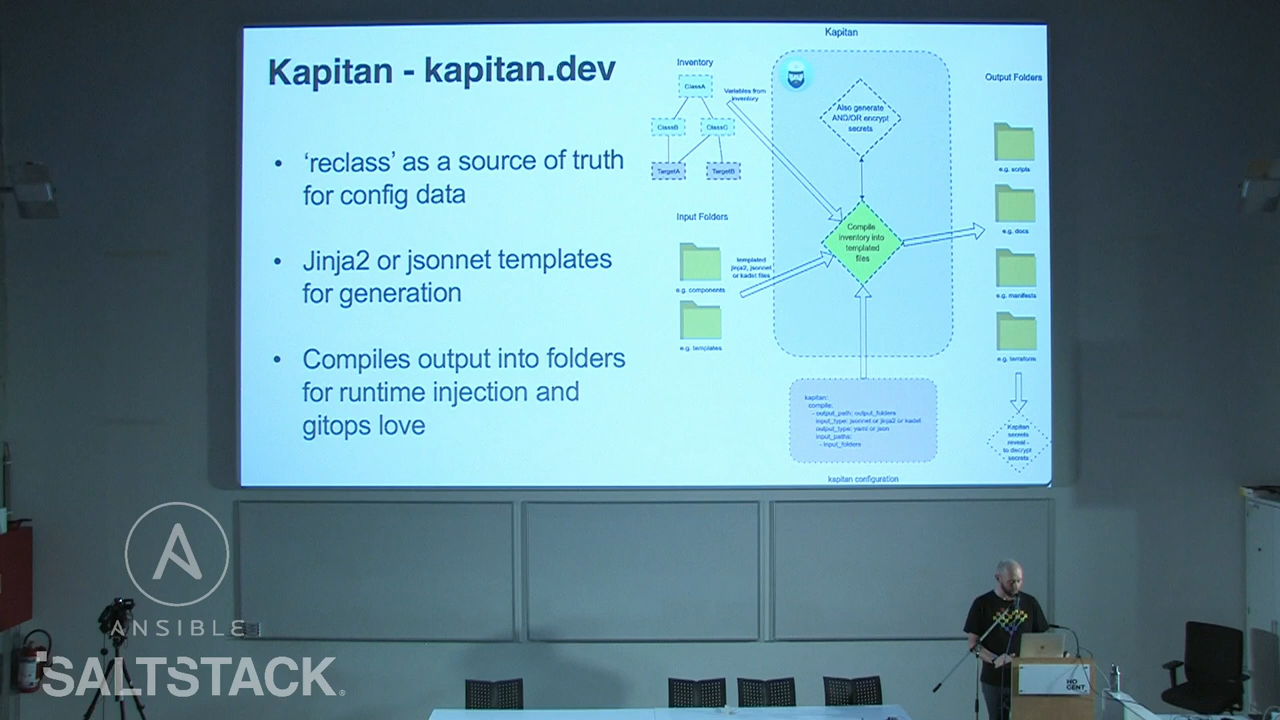 Kapitan - kapitan.dev
• 'reclass' as a source of truth
for config data
• Jinja2 or jsonnet templates
for generation
• Compiles output into folders
for runtime injection and
gitops love
Kapitan
Inventory
ClassA
ClassB
ClassC
TargetA
TargetB
Variables from
inventory
Also generate
AND/OR encrypt
secrets
Input Folders
e.g. components
e.g. templates
templated
jinja2, jsonnet
or kadet files
Compile
inventory into
templated
files
Output Folders
e.g. scripts
e.g. docs
e.g. manifests
e.g. terraform
Kapitan
secrets
reveal -
to decrypt
secrets
kapitan:
compile:
- output_path: output_folders
input_type: jsonnet or jinja2 or kadet
output_type: yaml or json
input_paths:
- input_folders
kapitan configuration
ANSIBLE
SALTSTACK®
HO
GENT